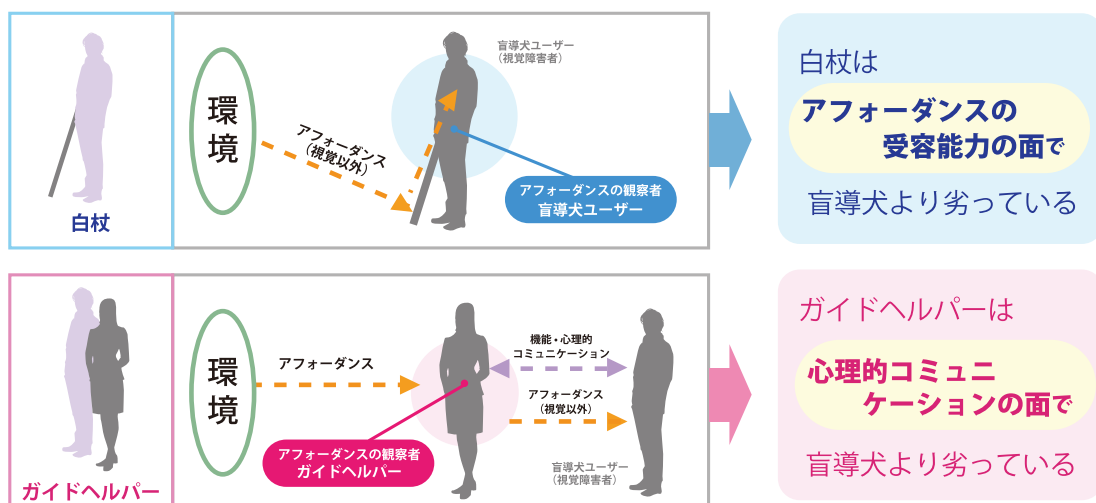 白杖
環
境
アフォーダンス
（視覚以外）
盲導犬ユーザー
（視覚障害者）
アフォーダンスの観察者
盲導犬ユーザー
白杖は
アフォーダンスの
受容能力の面で
盲導犬より劣っている
ガイドヘルパー
環
境
アフォーダンス
機能・心理的
コミュニケーション
アフォーダンス
（視覚以外）
アフォーダンスの観察者
ガイドヘルパー
盲導犬ユーザー
（視覚障害者）
ガイドヘルパーは
心理的コミュニ
ケーションの面で
盲導犬より劣っている